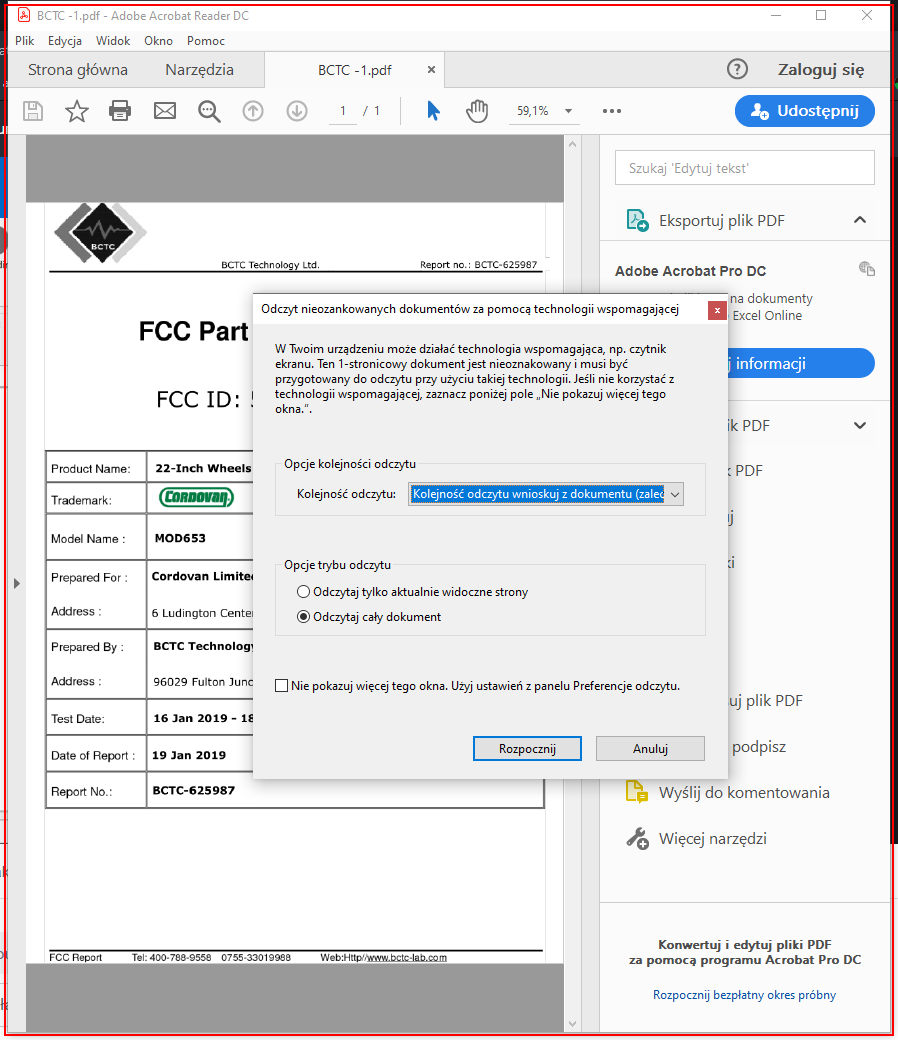 BCTC -1.pdf - Adobe Acrobat Reader DC
Plik Edycja Widok Okno Pomoc
Strona główna Narzędzia BCTC -1.pdf × ? Zaloguj się
1 / 1 59,1% Udostępnij
Szukaj 'Edytuj tekst'
Eksportuj plik PDF
Adobe Acrobat Pro DC
na dokumenty
Excel Online
informacji
PDF
PDF
plik PDF
podpisz
Wyślij do komentowania
Więcej narzędzi
Konwertuj i edytuj pliki PDF
za pomocą programu Acrobat Pro DC
Rozpocznij bezpłatny okres próbny
BCTC
BCTC Technology Ltd. Report no.: BCTC-625987
FCC Part
FCC ID:
Product Name: 22-Inch Wheels
Trademark: Cordovan
Model Name : MOD653
Prepared For : Cordovan Limited
Address : 6 Ludington Center
Prepared By : BCTC Technology
Address : 96029 Fulton Junc
Test Date: 16 Jan 2019 - 18
Date of Report : 19 Jan 2019
Report No.: BCTC-625987
FCC Report Tel: 400-788-9558 0755-33019988 Web:Http//www.bctc-lab.com
Odczyt nieozankowanych dokumentów za pomocą technologii wspomagającej
x
W Twoim urządzeniu może działać technologia wspomagająca, np. czytnik
ekranu. Ten 1-stronicowy dokument jest nieoznakowany i musi być
przygotowany do odczytu przy użyciu takiej technologii. Jeśli nie korzystać z
technologii wspomagającej, zaznacz poniżej pole „Nie pokazuj więcej tego
okna.”.
Opcje kolejności odczytu
Kolejność odczytu: Kolejność odczytu wnioskuj z dokumentu (zalec
Opcje trybu odczytu
Odczytaj tylko aktualnie widoczne strony
Odczytaj cały dokument
Nie pokazuj więcej tego okna. Użyj ustawień z panelu Preferencje odczytu.
Rozpocznij Anuluj